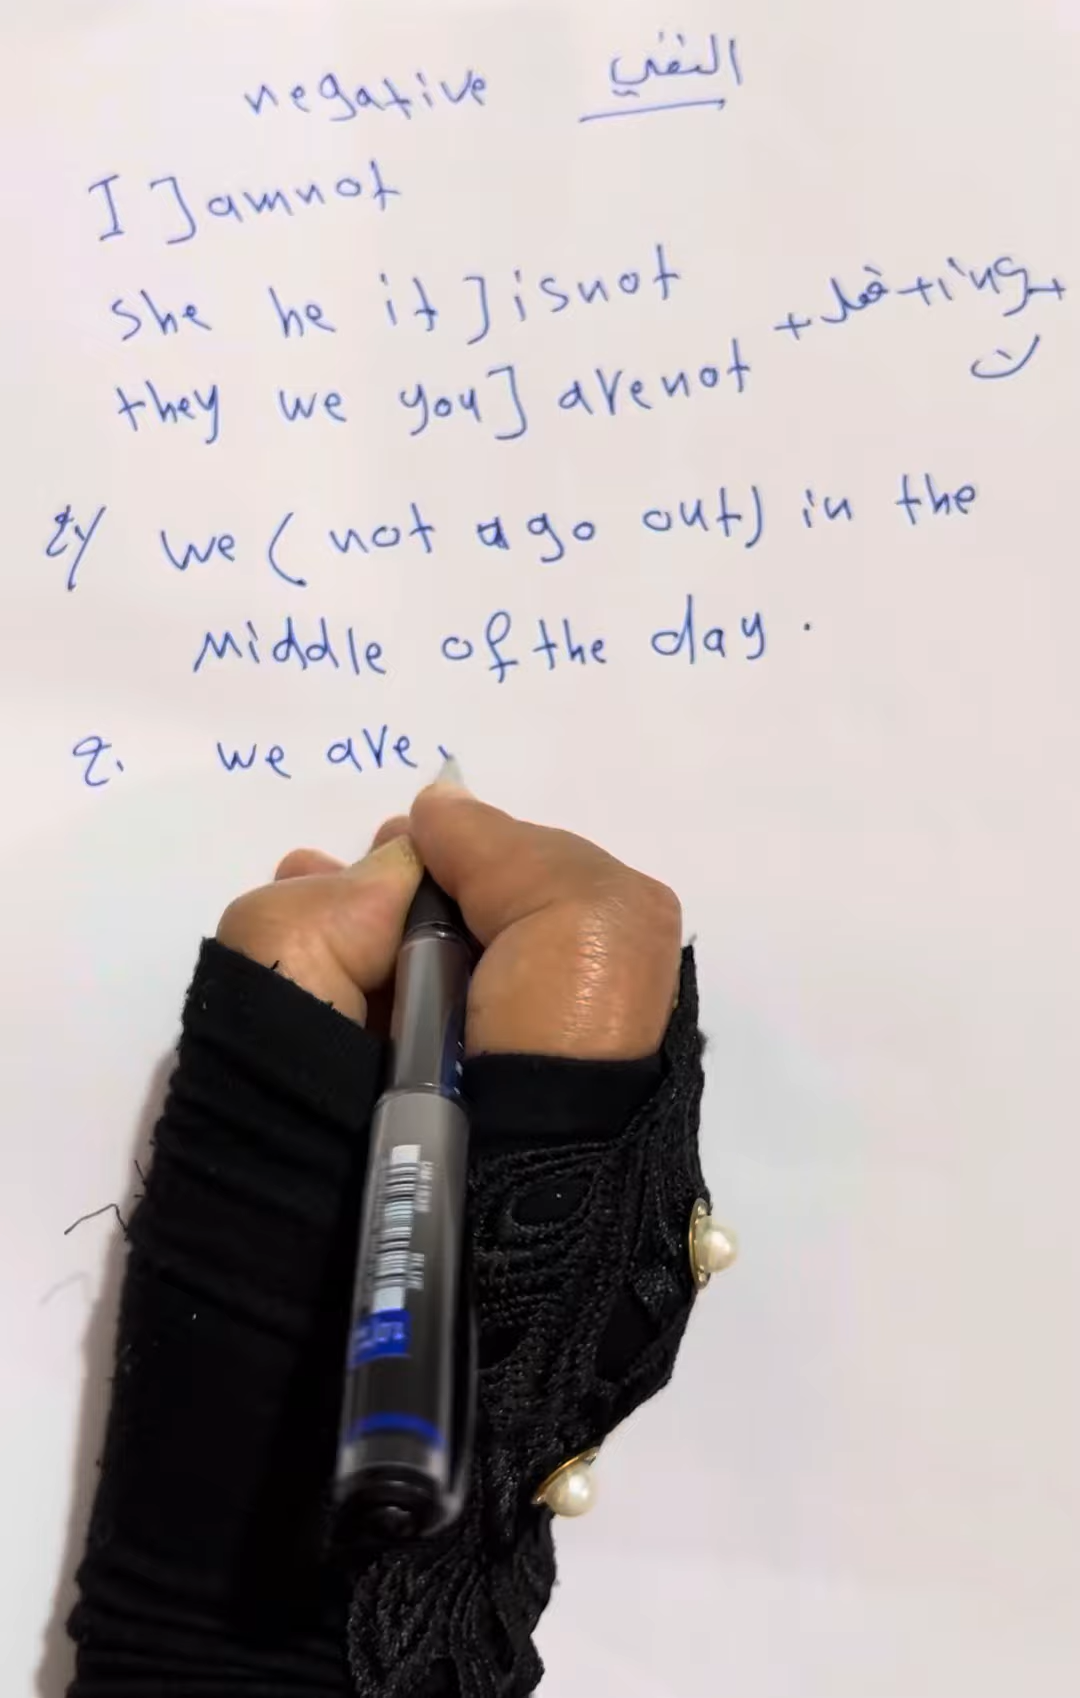 negative النفي
I ] am not
she he it ] is not
they we you ] are not + فعل + ing + ن
we ( not go out) in the
middle of the day .
we are